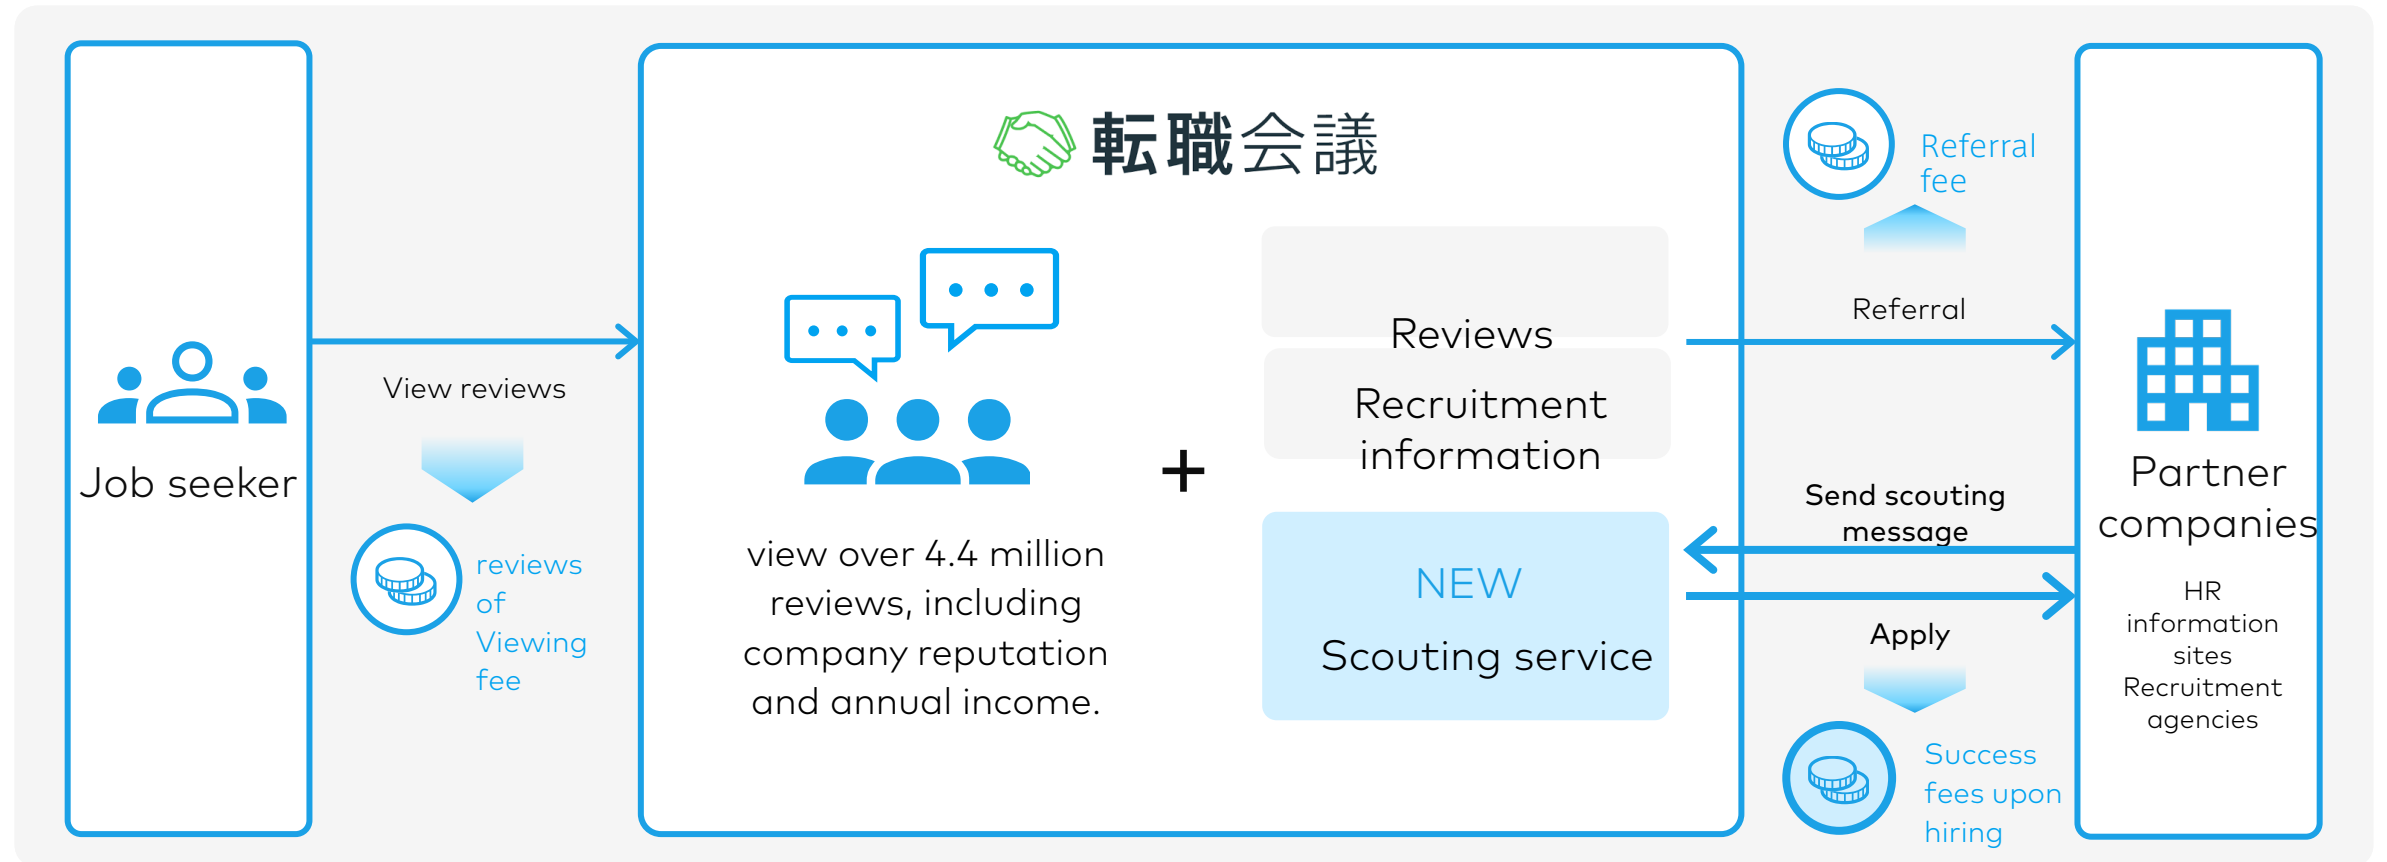 Job seeker
View reviews
reviews
of
Viewing
fee
転職会議
view over 4.4 million
reviews, including
company reputation
and annual income.
+
Reviews
Recruitment
information
NEW
Scouting service
Referral
fee
Referral
Send scouting
message
Apply
Success
fees upon
hiring
Partner
companies
HR
information
sites
Recruitment
agencies